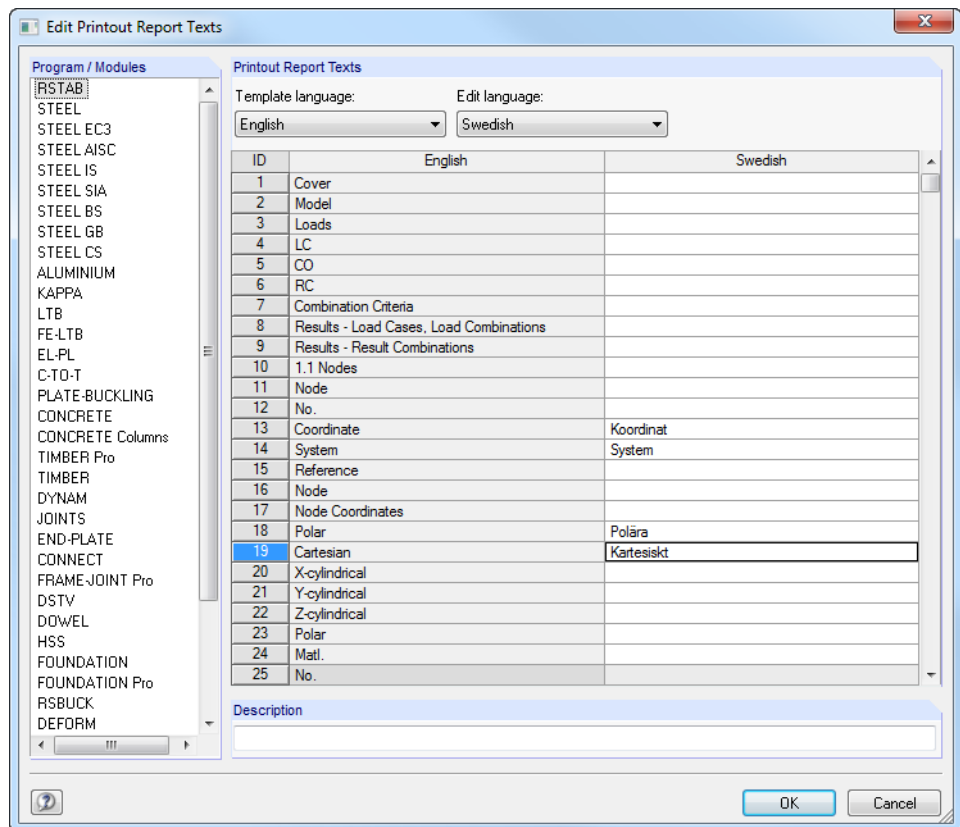 Edit Printout Report Texts
Program / Modules
RSTAB
STEEL
STEEL EC3
STEEL AISC
STEEL IS
STEEL SIA
STEEL BS
STEEL GB
STEEL CS
ALUMINIUM
KAPPA
LTB
FE-LTB
EL-PL
C-TO-T
PLATE-BUCKLING
CONCRETE
CONCRETE Columns
TIMBER Pro
TIMBER
DYNAM
JOINTS
END-PLATE
CONNECT
FRAME-JOINT Pro
DSTV
DOWEL
HSS
FOUNDATION
FOUNDATION Pro
RSBUCK
DEFORM
Printout Report Texts
Template language: Edit language:
English Swedish
ID English Swedish
1 Cover
2 Model
3 Loads
4 LC
5 CO
6 RC
7 Combination Criteria
8 Results - Load Cases, Load Combinations
9 Results - Result Combinations
10 1.1 Nodes
11 Node
12 No.
13 Coordinate Koordinat
14 System System
15 Reference
16 Node
17 Node Coordinates
18 Polar Polära
19 Cartesian Kartesiskt
20 X-cylindrical
21 Y-cylindrical
22 Z-cylindrical
23 Polar
24 Matl.
25 No.
Description
OK Cancel